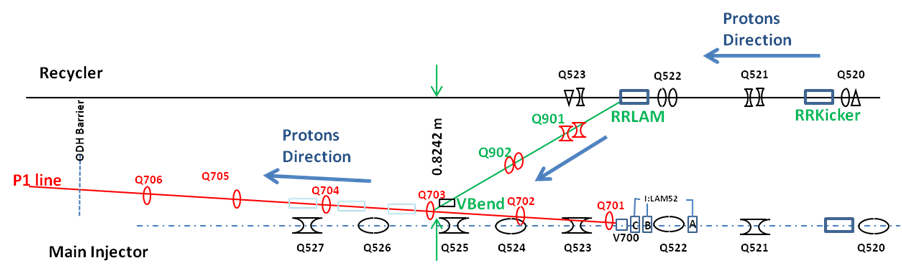 Protons
Direction
Recycler
Q523
Q522
Q521
Q520
ODH Barrier
0.8242 m
Q901
RRLAM
RRKicker
Protons
Direction
Q902
P1 line
Q706
Q705
Q704
Q703
VBend
Q702
Q701
I:LAM52
C
B
A
V700
Main Injector
Q527
Q526
Q525
Q524
Q523
Q522
Q521
Q520